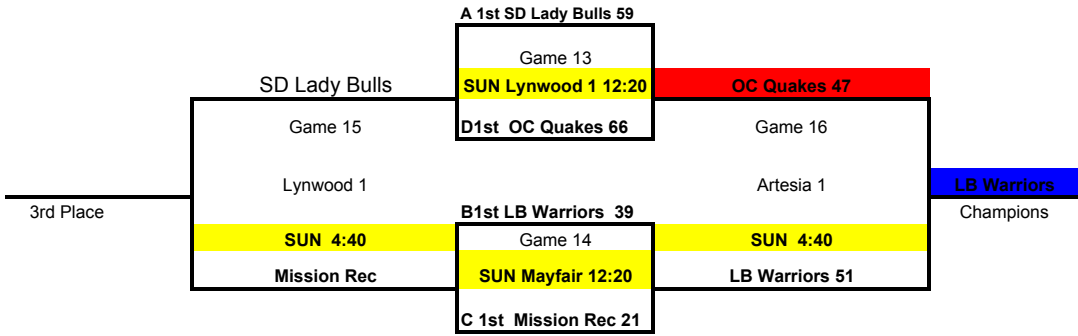 A 1st SD Lady Bulls 59
Game 13
SD Lady Bulls
SUN Lynwood 1 12:20
OC Quakes 47
Game 15
D1st  OC Quakes 66
Game 16
Lynwood 1
Artesia 1
LB Warriors
3rd Place
B1st LB Warriors  39
Champions
SUN  4:40
Game 14
SUN  4:40
Mission Rec
SUN Mayfair 12:20
LB Warriors 51
C 1st  Mission Rec 21